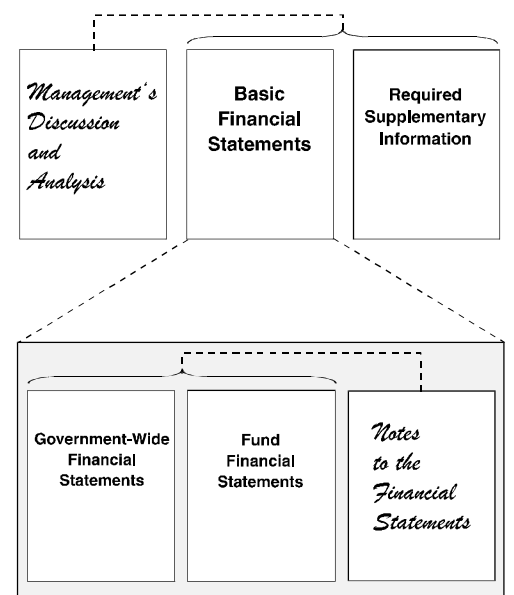 Management's
Discussion
and
Analysis
Basic
Financial
Statements
Required
Supplementary
Information
Government-Wide
Financial
Statements
Fund
Financial
Statements
Notes
to the
Financial
Statements